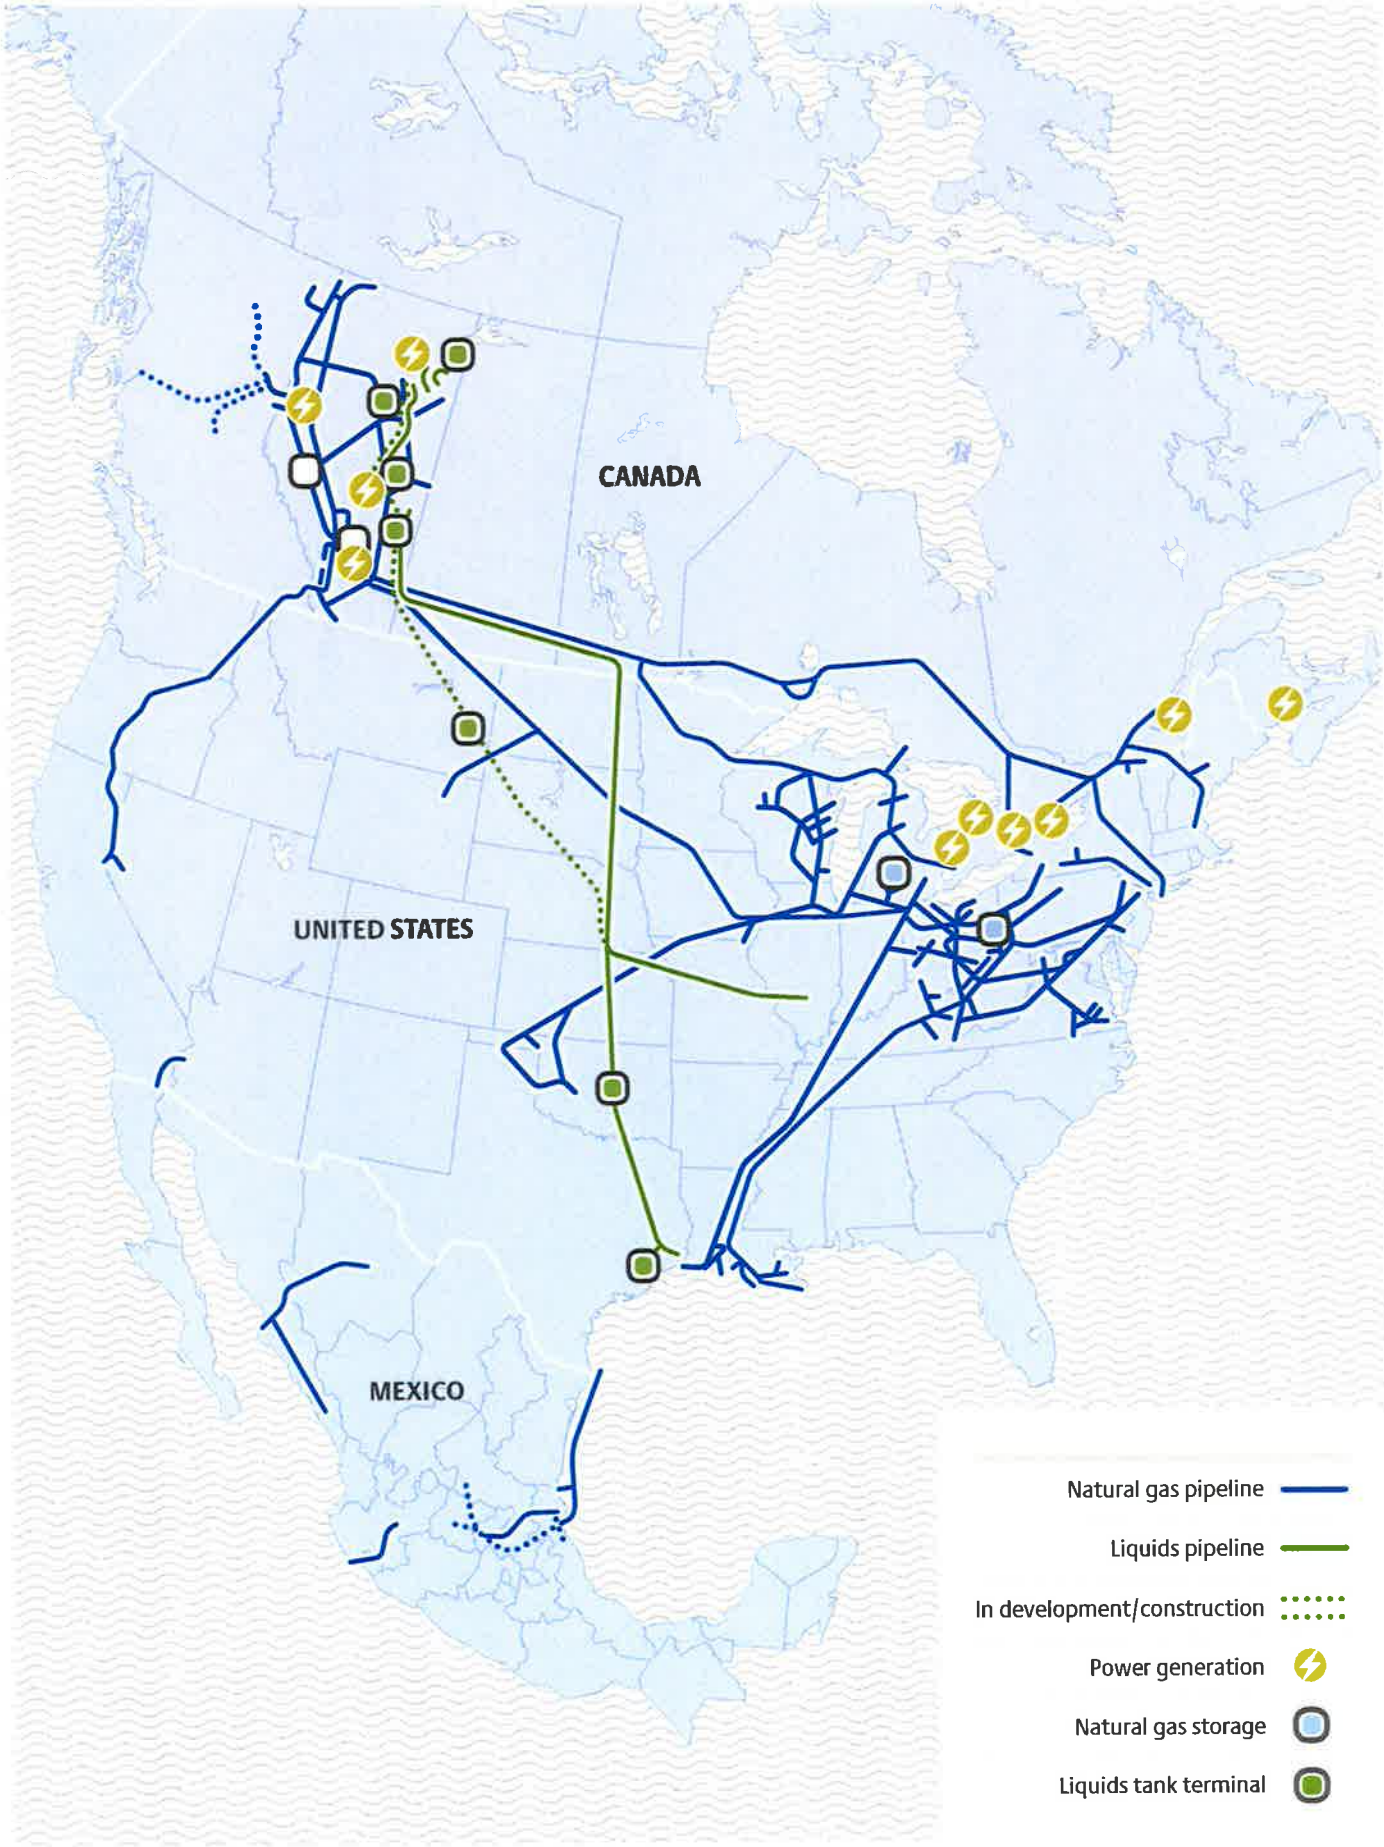 CANADA
UNITED STATES
MEXICO
Natural gas pipeline
Liquids pipeline
In development/construction
Power generation
Natural gas storage
Liquids tank terminal